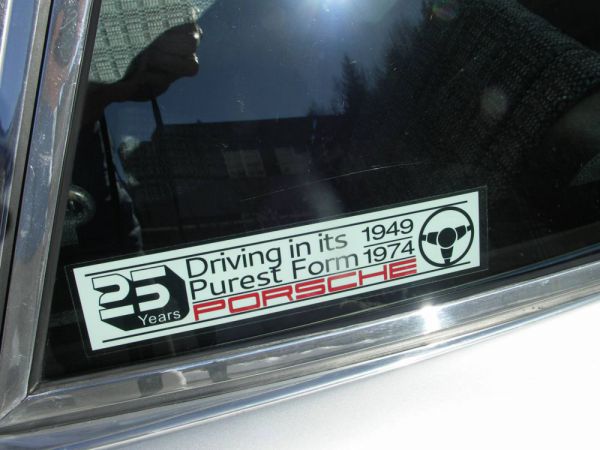 25 Years
Driving in its
Purest Form
1949
1974
PORSCHE